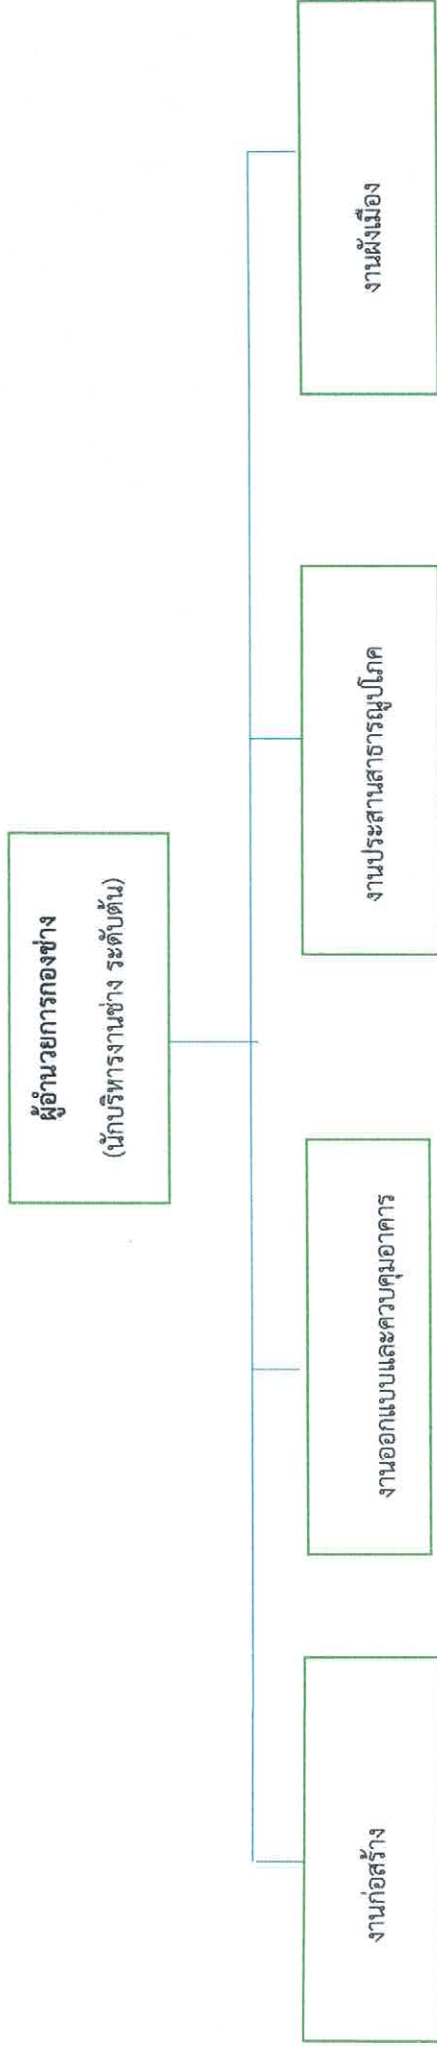 ผู้อำนวยการกองช่าง
(นักบริหารงานช่าง ระดับต้น)
งานก่อสร้าง
งานออกแบบและควบคุมอาคาร
งานประสานสาธารณูปโภค
งานผังเมือง